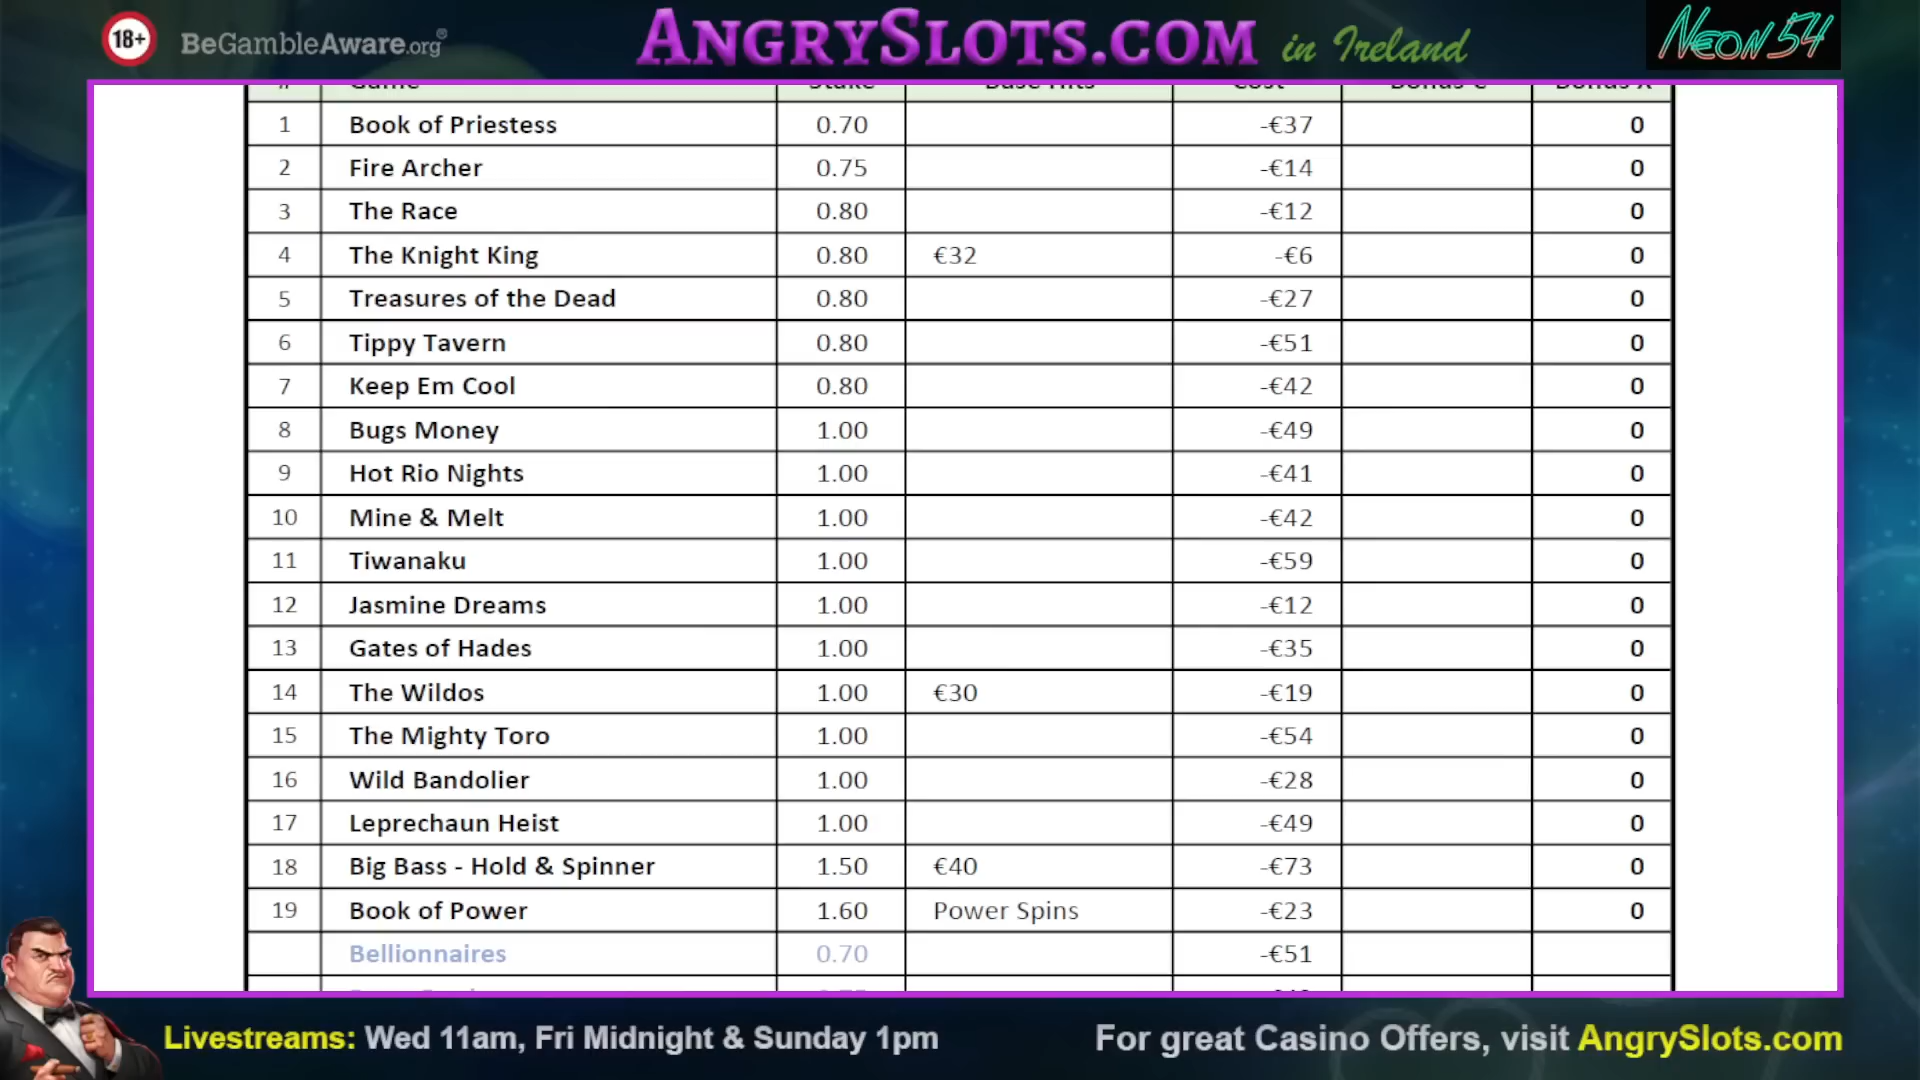 18+ BeGambleAware.org® ANGRYSLOTS.COM in Ireland NEON54
# Game Stake Base Hits Cost Bonus € Bonus X
1 Book of Priestess 0.70 -€37 0
2 Fire Archer 0.75 -€14 0
3 The Race 0.80 -€12 0
4 The Knight King 0.80 €32 -€6 0
5 Treasures of the Dead 0.80 -€27 0
6 Tippy Tavern 0.80 -€51 0
7 Keep Em Cool 0.80 -€42 0
8 Bugs Money 1.00 -€49 0
9 Hot Rio Nights 1.00 -€41 0
10 Mine & Melt 1.00 -€42 0
11 Tiwanaku 1.00 -€59 0
12 Jasmine Dreams 1.00 -€12 0
13 Gates of Hades 1.00 -€35 0
14 The Wildos 1.00 €30 -€19 0
15 The Mighty Toro 1.00 -€54 0
16 Wild Bandolier 1.00 -€28 0
17 Leprechaun Heist 1.00 -€49 0
18 Big Bass - Hold & Spinner 1.50 €40 -€73 0
19 Book of Power 1.60 Power Spins -€23 0
Bellionnaires 0.70 -€51
Livestreams: Wed 11am, Fri Midnight & Sunday 1pm For great Casino Offers, visit AngrySlots.com